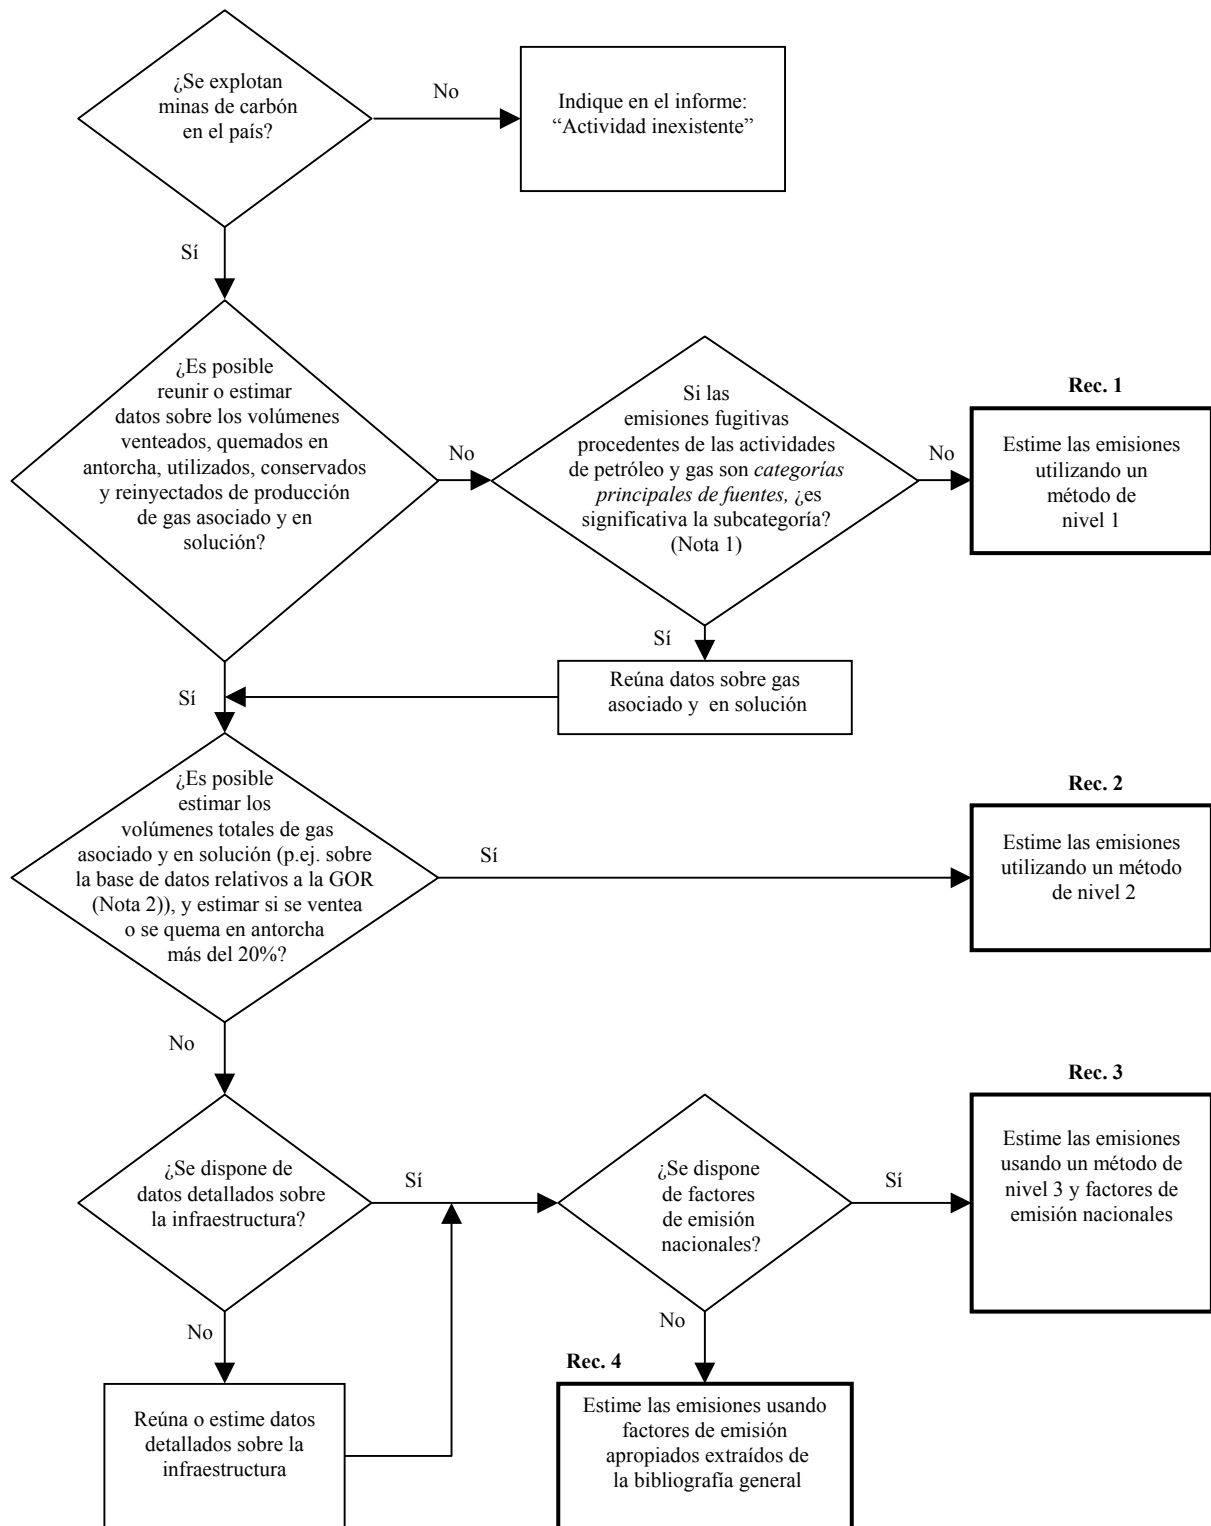 ¿Se explotan
minas de carbón
en el país?
No
Indique en el informe:
“Actividad inexistente”
Sí
¿Es posible
reunir o estimar
datos sobre los volúmenes
venteados, quemados en
antorcha, utilizados, conservados
y reinyectados de producción
de gas asociado y en
solución?
No
Si las
emisiones fugitivas
procedentes de las actividades
de petróleo y gas son categorías
principales de fuentes, ¿es
significativa la subcategoría?
(Nota 1)
No
Rec. 1
Estime las emisiones
utilizando un
método de
nivel 1
Sí
Reúna datos sobre gas
asociado y en solución
Sí
¿Es posible
estimar los
volúmenes totales de gas
asociado y en solución (p.ej. sobre
la base de datos relativos a la GOR
(Nota 2)), y estimar si se ventea
o se quema en antorcha
más del 20%?
Sí
Rec. 2
Estime las emisiones
utilizando un método
de nivel 2
No
¿Se dispone de
datos detallados sobre
la infraestructura?
Sí
¿Se dispone
de factores
de emisión
nacionales?
Sí
Rec. 3
Estime las emisiones
usando un método de
nivel 3 y factores de
emisión nacionales
No
Reúna o estime datos
detallados sobre la
infraestructura
No
Rec. 4
Estime las emisiones usando
factores de emisión
apropiados extraídos de
la bibliografía general